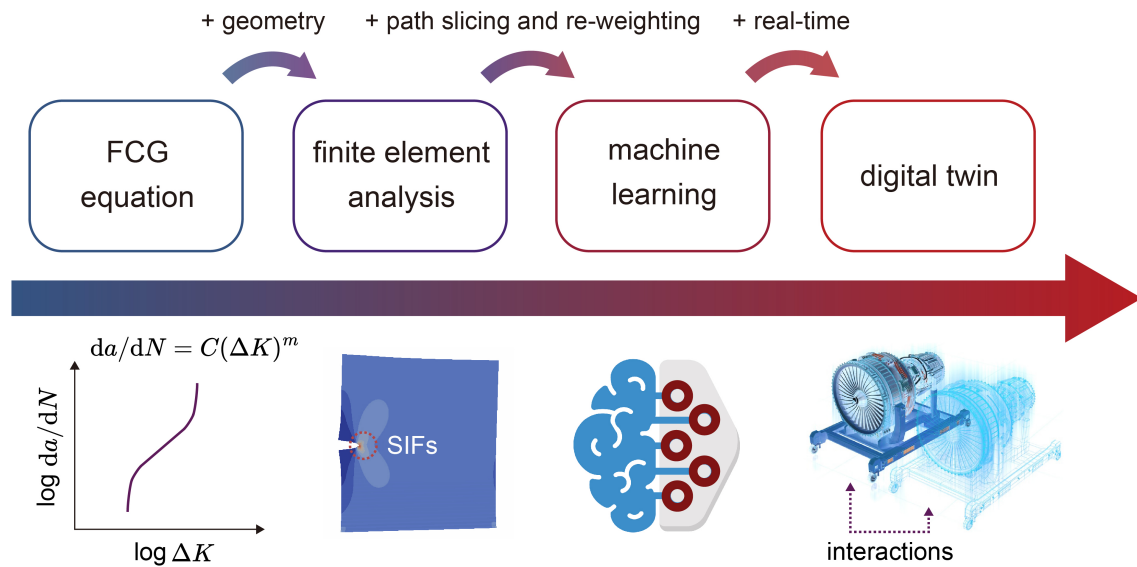 + geometry
+ path slicing and re-weighting
+ real-time
FCG
equation
finite element
analysis
machine
learning
digital twin
da/dN = C(ΔK)^m
log da/dN
log ΔK
SIFs
interactions